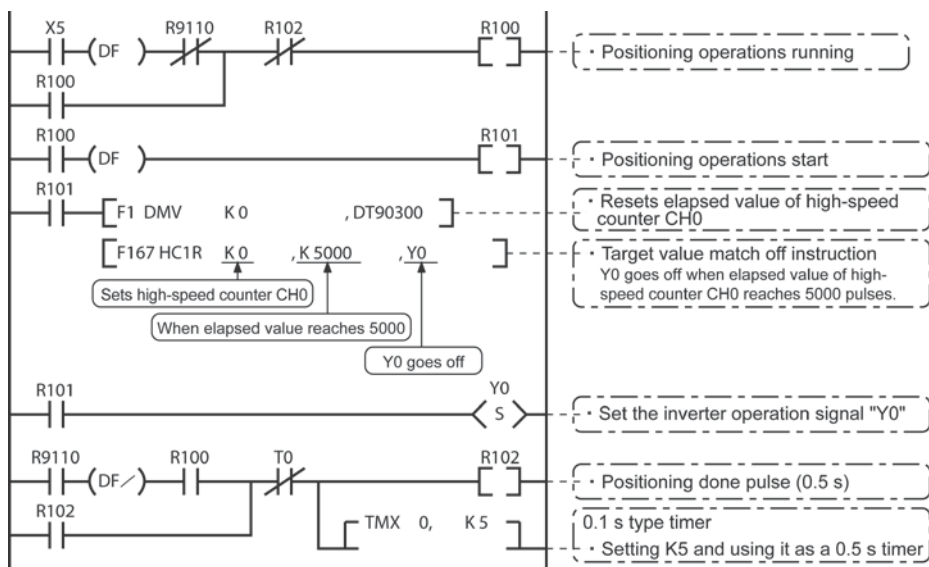 X5 R9110 R102 R100
( DF ) · Positioning operations running
R100
R100 R101
( DF ) · Positioning operations start
R101
F1 DMV K 0 , DT90300 · Resets elapsed value of high-speed
counter CH0
F167 HC1R K 0 , K 5000 , Y0 · Target value match off instruction
Y0 goes off when elapsed value of high-
speed counter CH0 reaches 5000 pulses.
Sets high-speed counter CH0
When elapsed value reaches 5000
Y0 goes off
R101 Y0
S · Set the inverter operation signal "Y0"
R9110 R100 T0 R102
(DF/) · Positioning done pulse (0.5 s)
R102
TMX 0, K 5 0.1 s type timer
· Setting K5 and using it as a 0.5 s timer